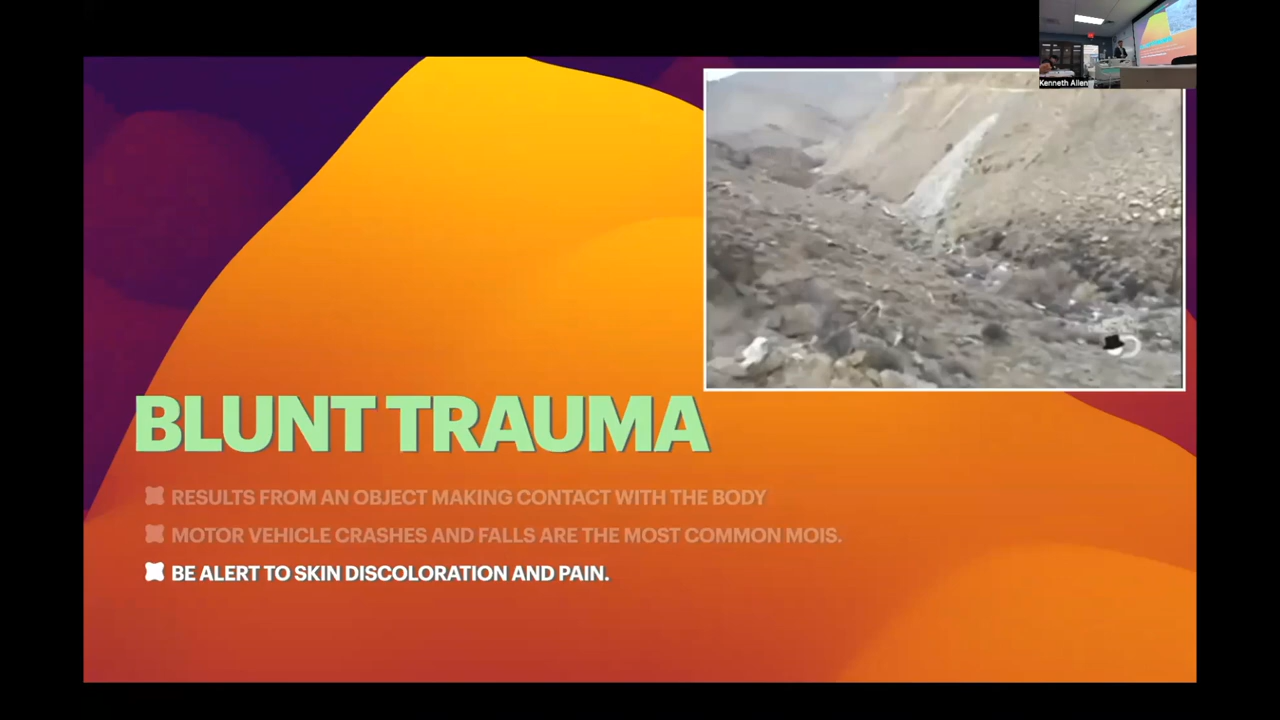 Kenneth Allen
BLUNT TRAUMA
RESULTS FROM AN OBJECT MAKING CONTACT WITH THE BODY
MOTOR VEHICLE CRASHES AND FALLS ARE THE MOST COMMON MOIS.
BE ALERT TO SKIN DISCOLORATION AND PAIN.